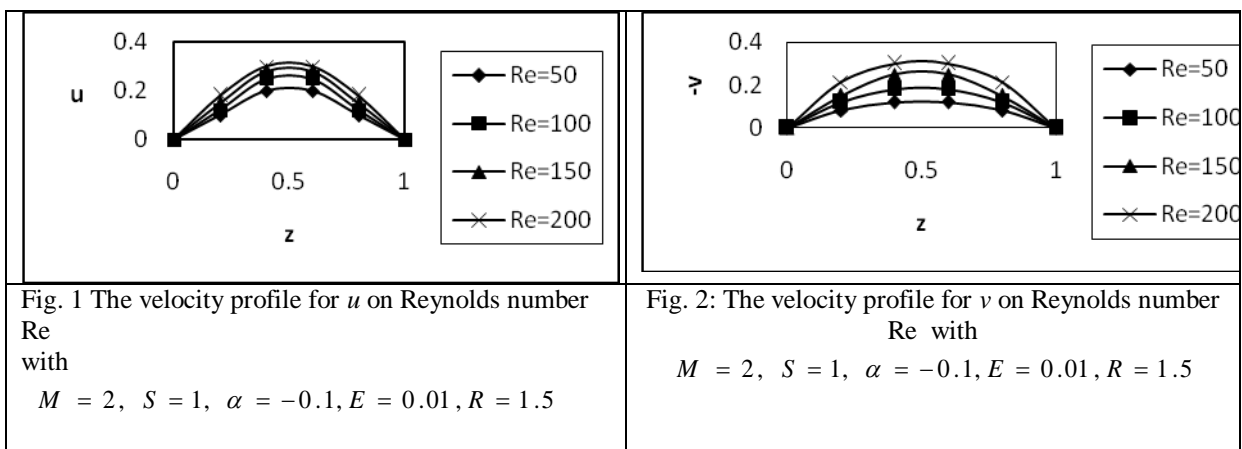 0.4
0.2
0
u
0
0.5
1
z
Re=50
Re=100
Re=150
Re=200
0.4
0.2
0
-v
0
0.5
1
z
Re=50
Re=100
Re=150
Re=200
Fig. 1 The velocity profile for u on Reynolds number
Re
with
M = 2, S = 1, α = −0.1, E = 0.01, R = 1.5
Fig. 2: The velocity profile for v on Reynolds number
Re with
M = 2, S = 1, α = −0.1, E = 0.01, R = 1.5